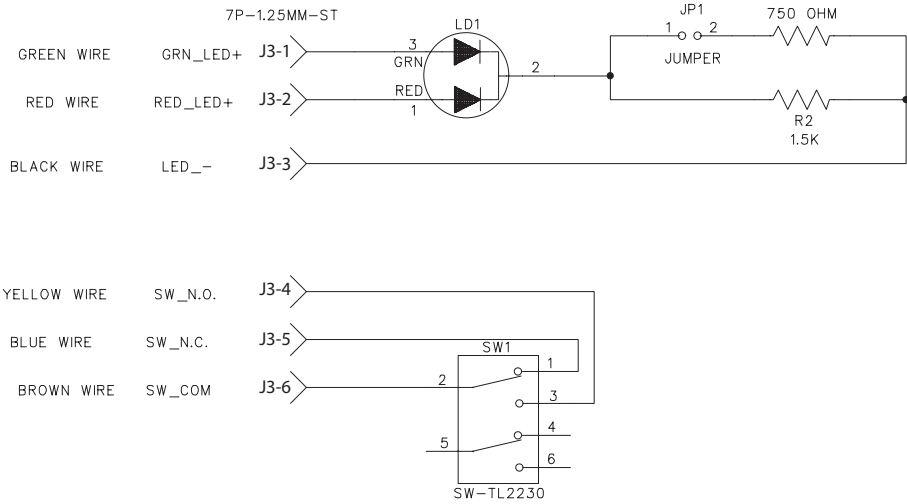 7P-1.25MM-ST
LD1
JP1
750 OHM
GREEN WIRE GRN_LED+ J3-1
3
GRN
1 2
JUMPER
2
RED WIRE RED_LED+ J3-2
RED
1
R2
1.5K
BLACK WIRE LED_- J3-3
YELLOW WIRE SW_N.O. J3-4
BLUE WIRE SW_N.C. J3-5
SW1
1
BROWN WIRE SW_COM J3-6
2
3
4
5
6
SW-TL2230